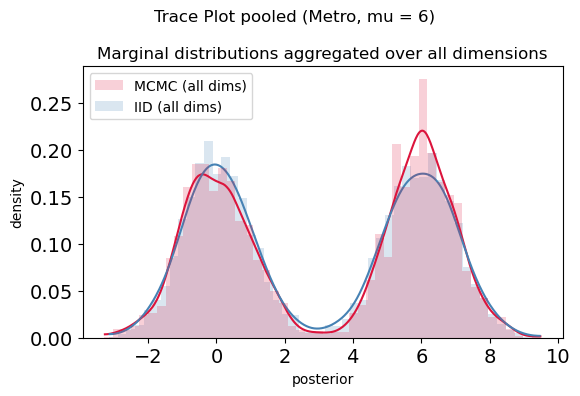 Trace Plot pooled (Metro, mu = 6)
Marginal distributions aggregated over all dimensions
MCMC (all dims)
IID (all dims)
density
0.25
0.20
0.15
0.10
0.05
0.00
−2
0
2
4
6
8
10
posterior